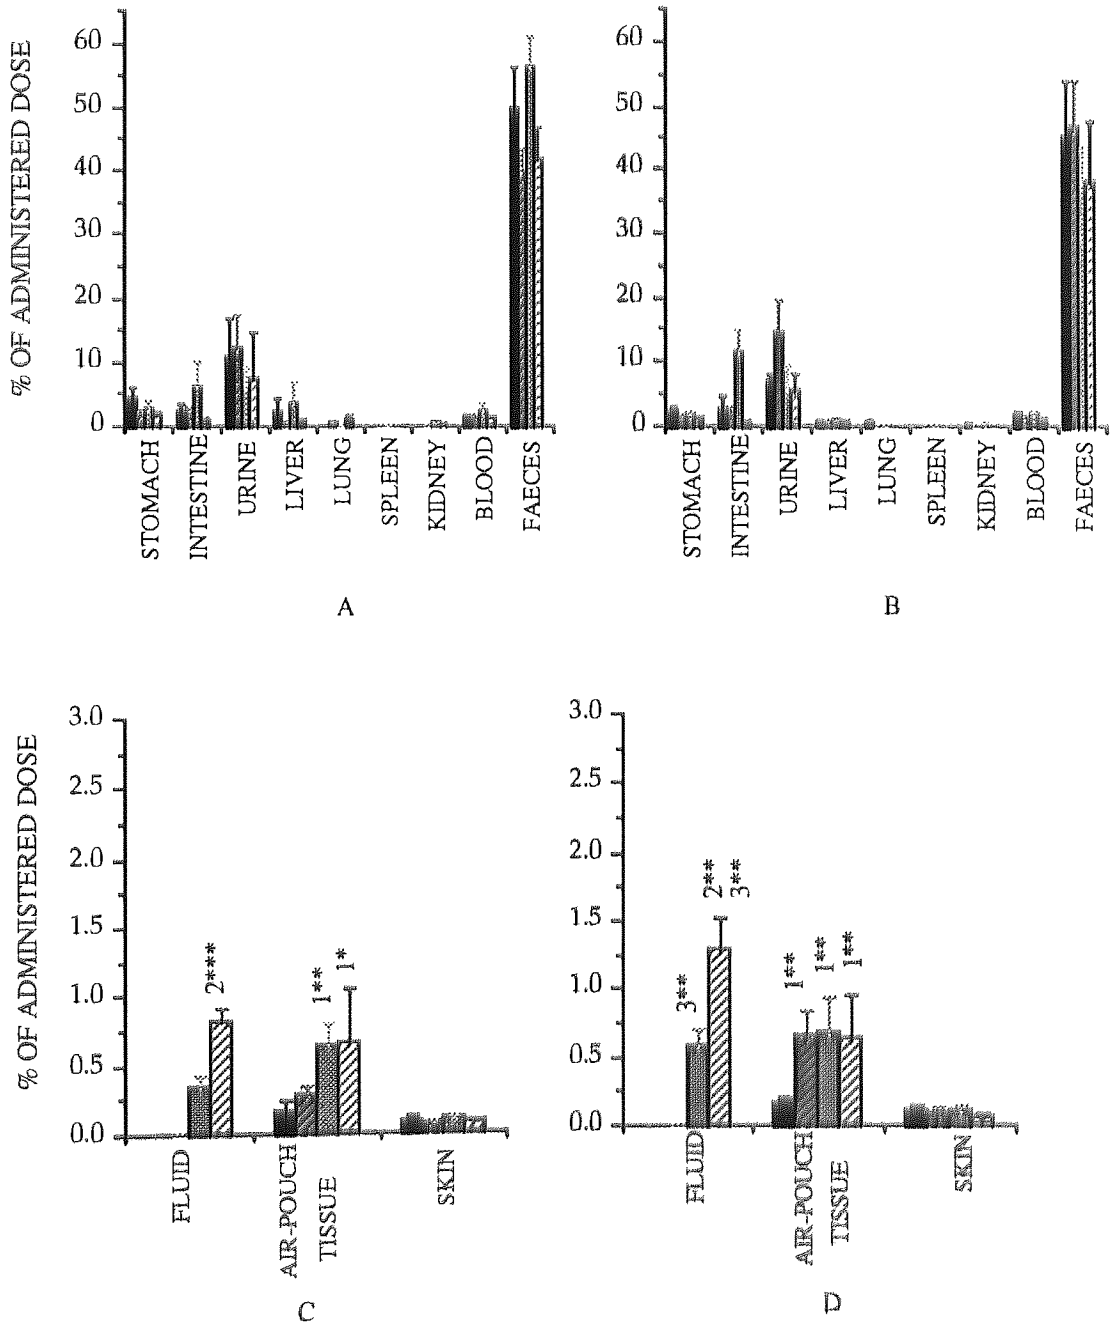 % OF ADMINISTERED DOSE
60
50
40
30
20
10
0
STOMACH
INTESTINE
URINE
LIVER
LUNG
SPLEEN
KIDNEY
BLOOD
FAECES
A
60
50
40
30
20
10
0
STOMACH
INTESTINE
URINE
LIVER
LUNG
SPLEEN
KIDNEY
BLOOD
FAECES
B
% OF ADMINISTERED DOSE
3.0
2.5
2.0
1.5
1.0
0.5
0.0
2***
1**
1*
FLUID
AIR-POUCH
TISSUE
SKIN
C
3.0
2.5
2.0
1.5
1.0
0.5
0.0
3**
2**
3**
1**
1**
1**
FLUID
AIR-POUCH
TISSUE
SKIN
D